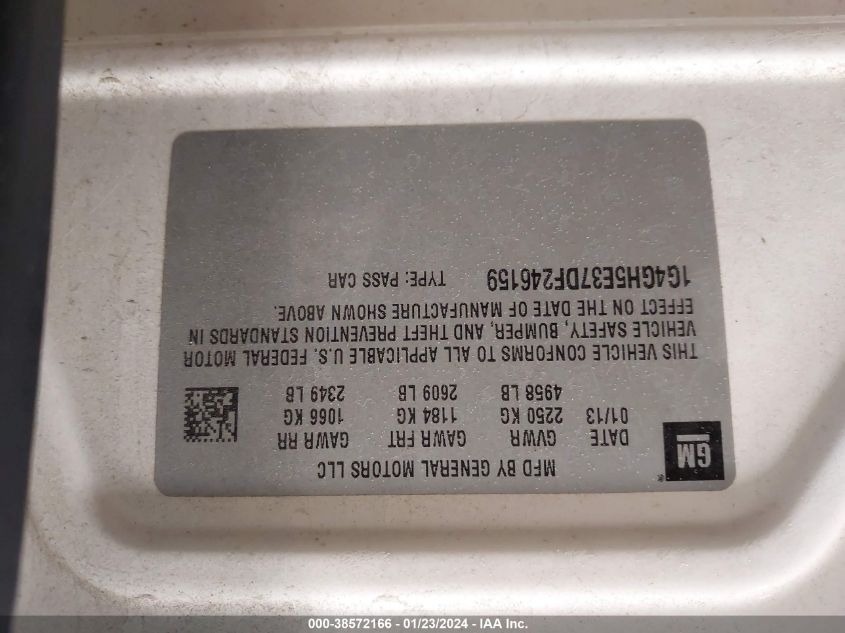 MFD BY GENERAL MOTORS LLC
GM
DATE GVWR GAWR FRT GAWR RR
01/13 2250 KG 1184 KG 1066 KG
4958 LB 2609 LB 2349 LB
THIS VEHICLE CONFORMS TO ALL APPLICABLE U.S. FEDERAL MOTOR
VEHICLE SAFETY, BUMPER, AND THEFT PREVENTION STANDARDS IN
EFFECT ON THE DATE OF MANUFACTURE SHOWN ABOVE.
1G4GH5E37DF246159 TYPE: PASS CAR
000-38572166 - 01/23/2024 - IAA Inc.